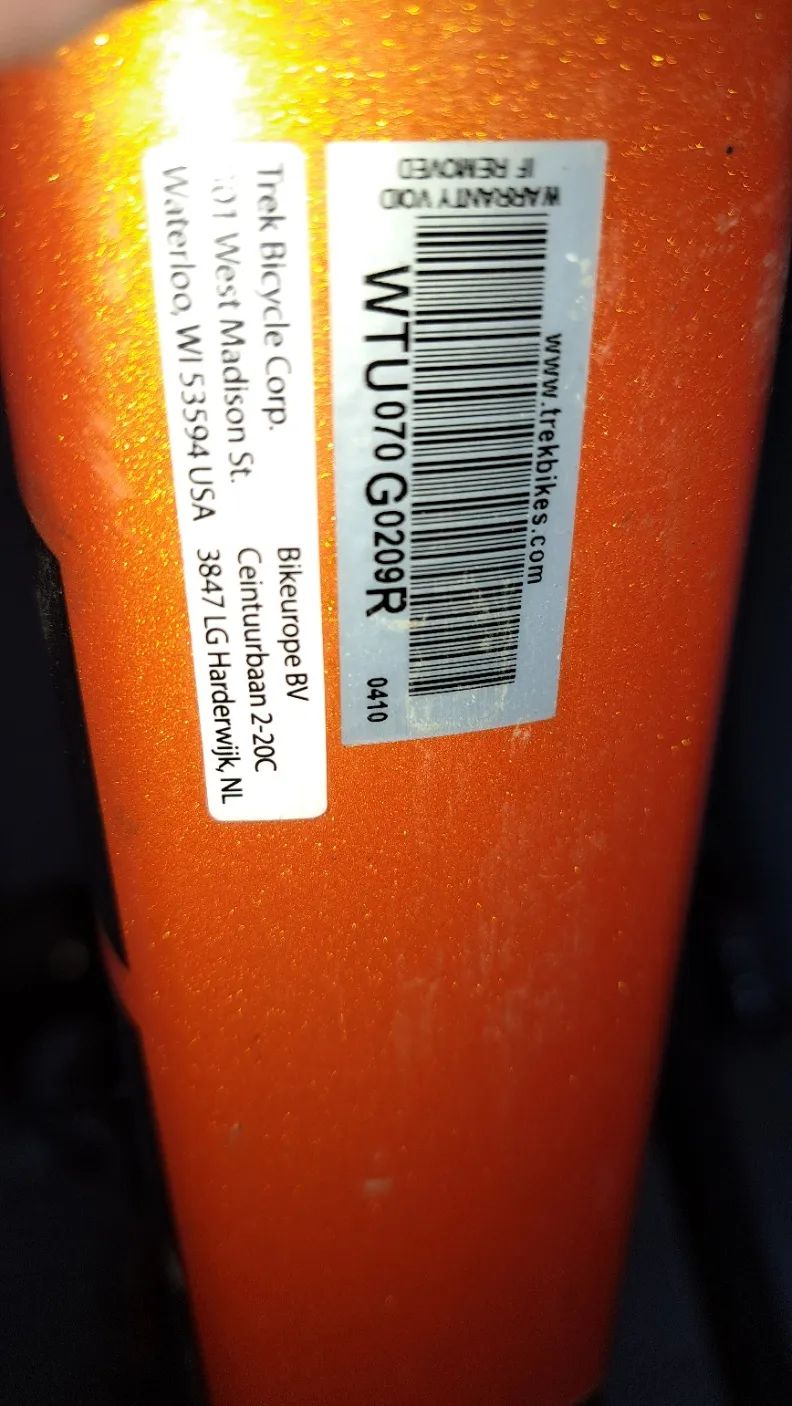 WARRANTY VOID
IF REMOVED
www.trekbikes.com
WTU070G0209R
0410
Trek Bicycle Corp.
West Madison St.
Waterloo, WI 53594 USA
Bikeurope BV
Ceintuurbaan 2-20C
3847 LG Harderwijk, NL